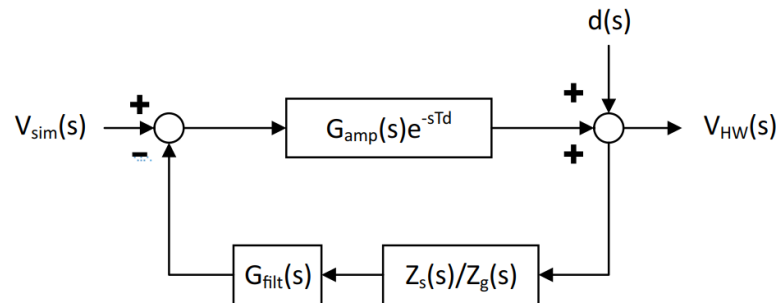 d(s)
+
+
V_sim(s)
G_amp(s)e^-sTd
V_HW(s)
−
+
G_filt(s)
Z_s(s)/Z_g(s)